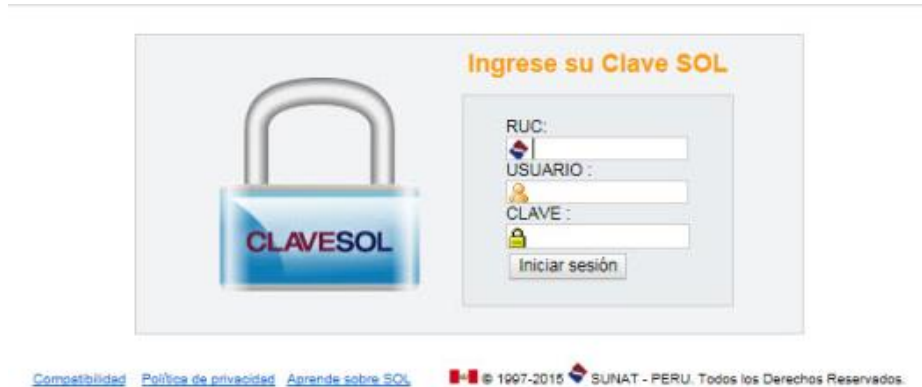 Ingrese su Clave SOL
RUC:
USUARIO :
CLAVE :
Iniciar sesión
CLAVESOL
Compatibilidad Política de privacidad Aprende sobre SOL © 1997-2015 SUNAT - PERU. Todos los Derechos Reservados